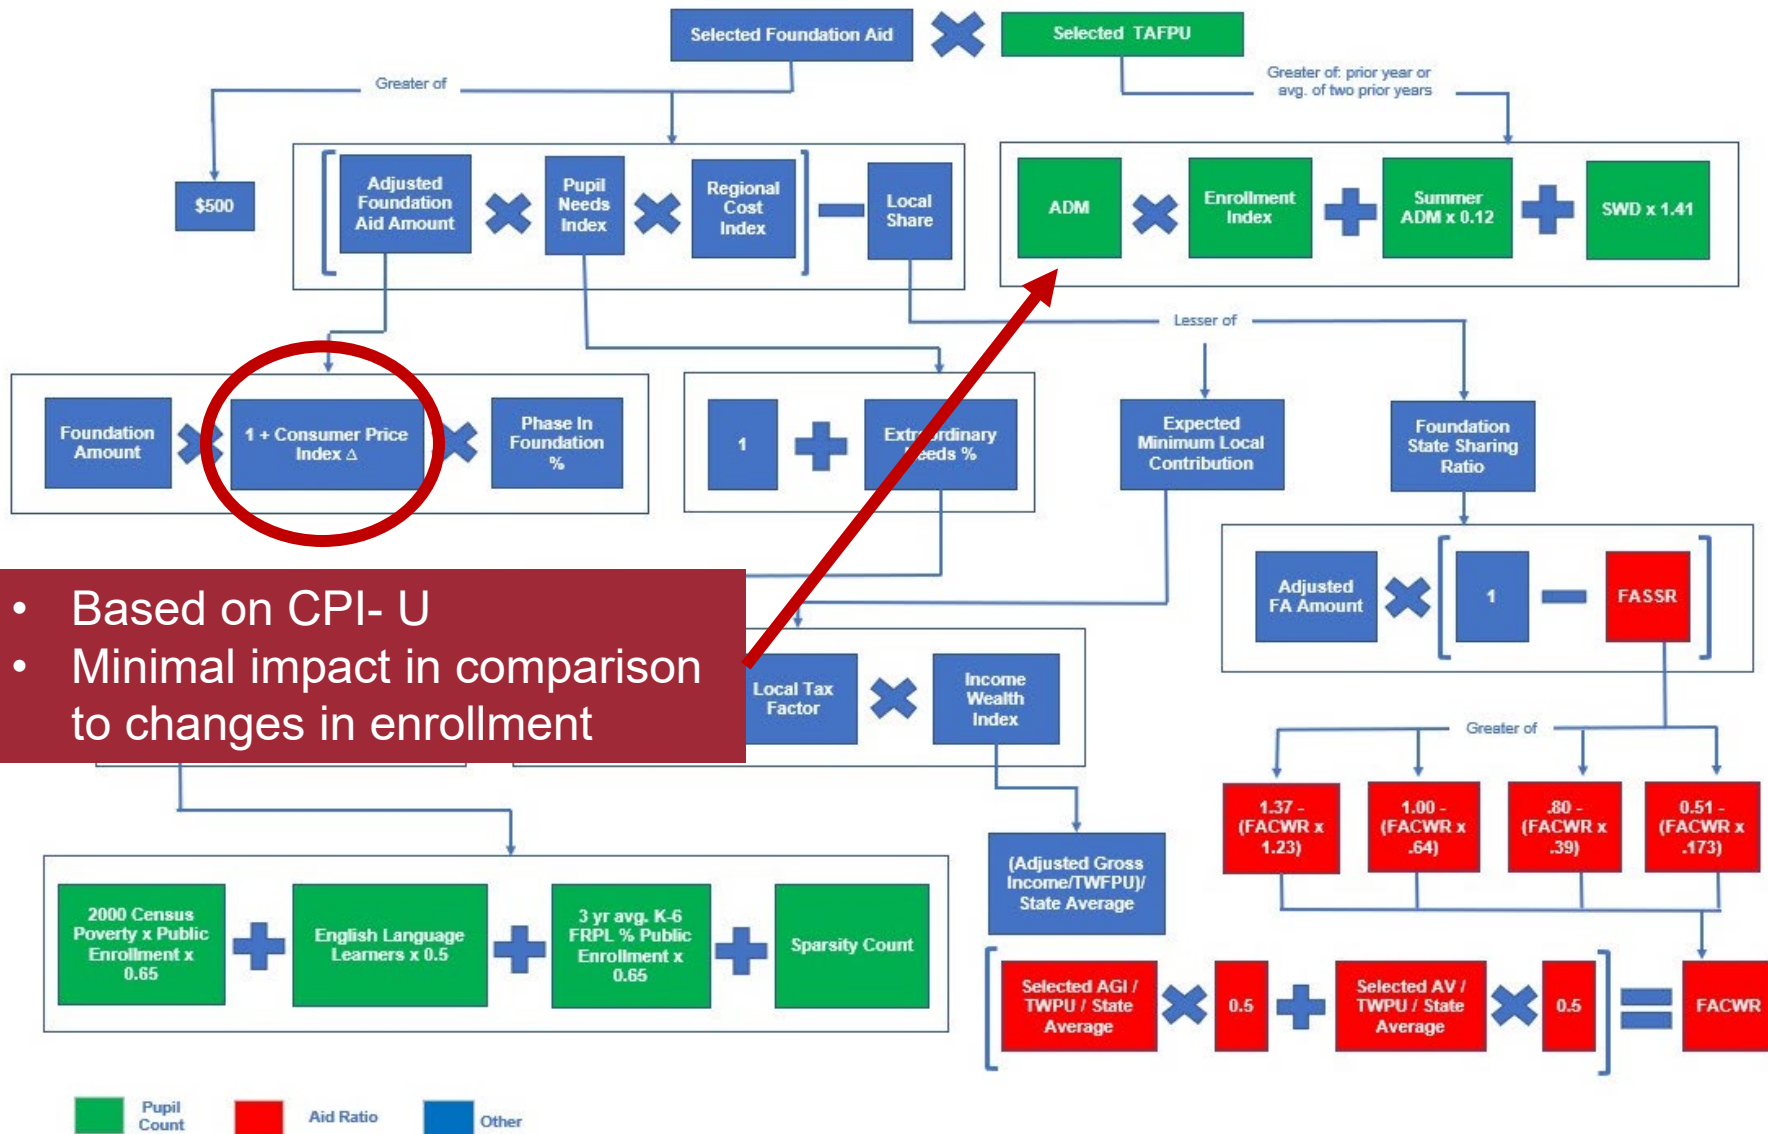 Selected Foundation Aid
Selected TAFPU
Greater of
Greater of: prior year or
avg. of two prior years
$500
Adjusted
Foundation
Aid Amount
Pupil
Needs
Index
Regional
Cost
Index
Local
Share
ADM
Enrollment
Index
Summer
ADM x 0.12
SWD x 1.41
Lesser of
Foundation
Amount
1 + Consumer Price
Index Δ
Phase In
Foundation
%
1
Extraordinary
Needs %
Expected
Minimum Local
Contribution
Foundation
State Sharing
Ratio
Adjusted
FA Amount
1
FASSR
• Based on CPI- U
• Minimal impact in comparison
to changes in enrollment
Local Tax
Factor
Income
Wealth
Index
Greater of
1.37 –
(FACWR x
1.23)
1.00 –
(FACWR x
.64)
.80 –
(FACWR x
.39)
0.51 -
(FACWR x
.173)
(Adjusted Gross
Income/TWFPU)/
State Average
2000 Census
Poverty x Public
Enrollment x
0.65
English Language
Learners x 0.5
3 yr avg. K-6
FRPL % Public
Enrollment x
0.65
Sparsity Count
Selected AGI /
TWPU / State
Average
0.5
Selected AV /
TWPU / State
Average
0.5
FACWR
Pupil
Count
Aid Ratio
Other